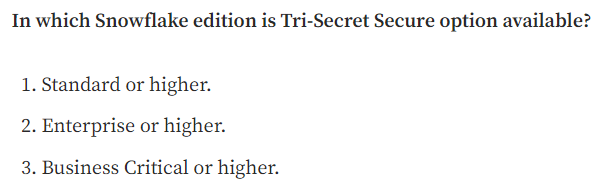 In which Snowflake edition is Tri-Secret Secure option available?
1. Standard or higher.
2. Enterprise or higher.
3. Business Critical or higher.